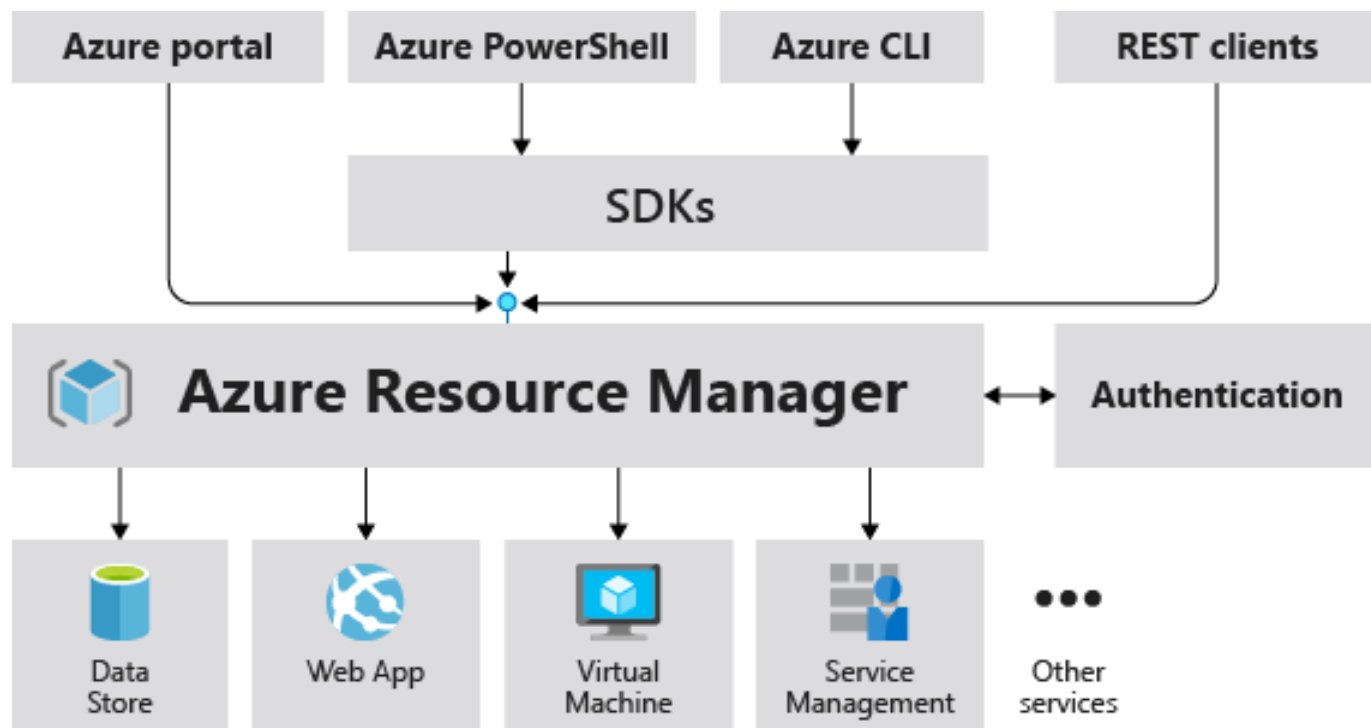 Azure portal
Azure PowerShell
Azure CLI
REST clients
SDKs
Azure Resource Manager
Authentication
Data
Store
Web App
Virtual
Machine
Service
Management
Other
services